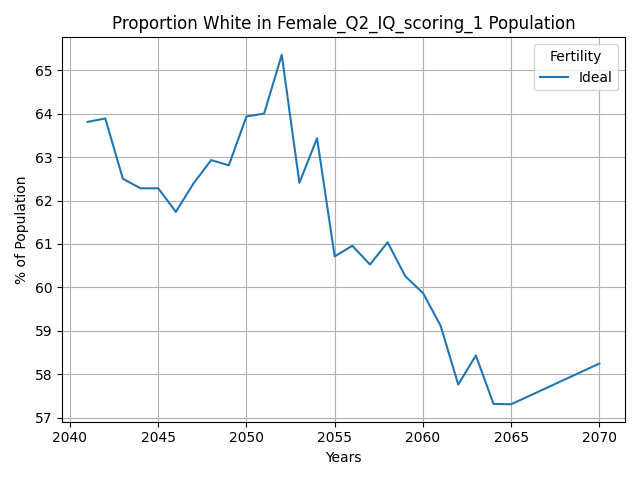 Proportion White in Female_Q2_IQ_scoring_1 Population
Fertility
Ideal
% of Population
65
64
63
62
61
60
59
58
57
2040 2045 2050 2055 2060 2065 2070
Years